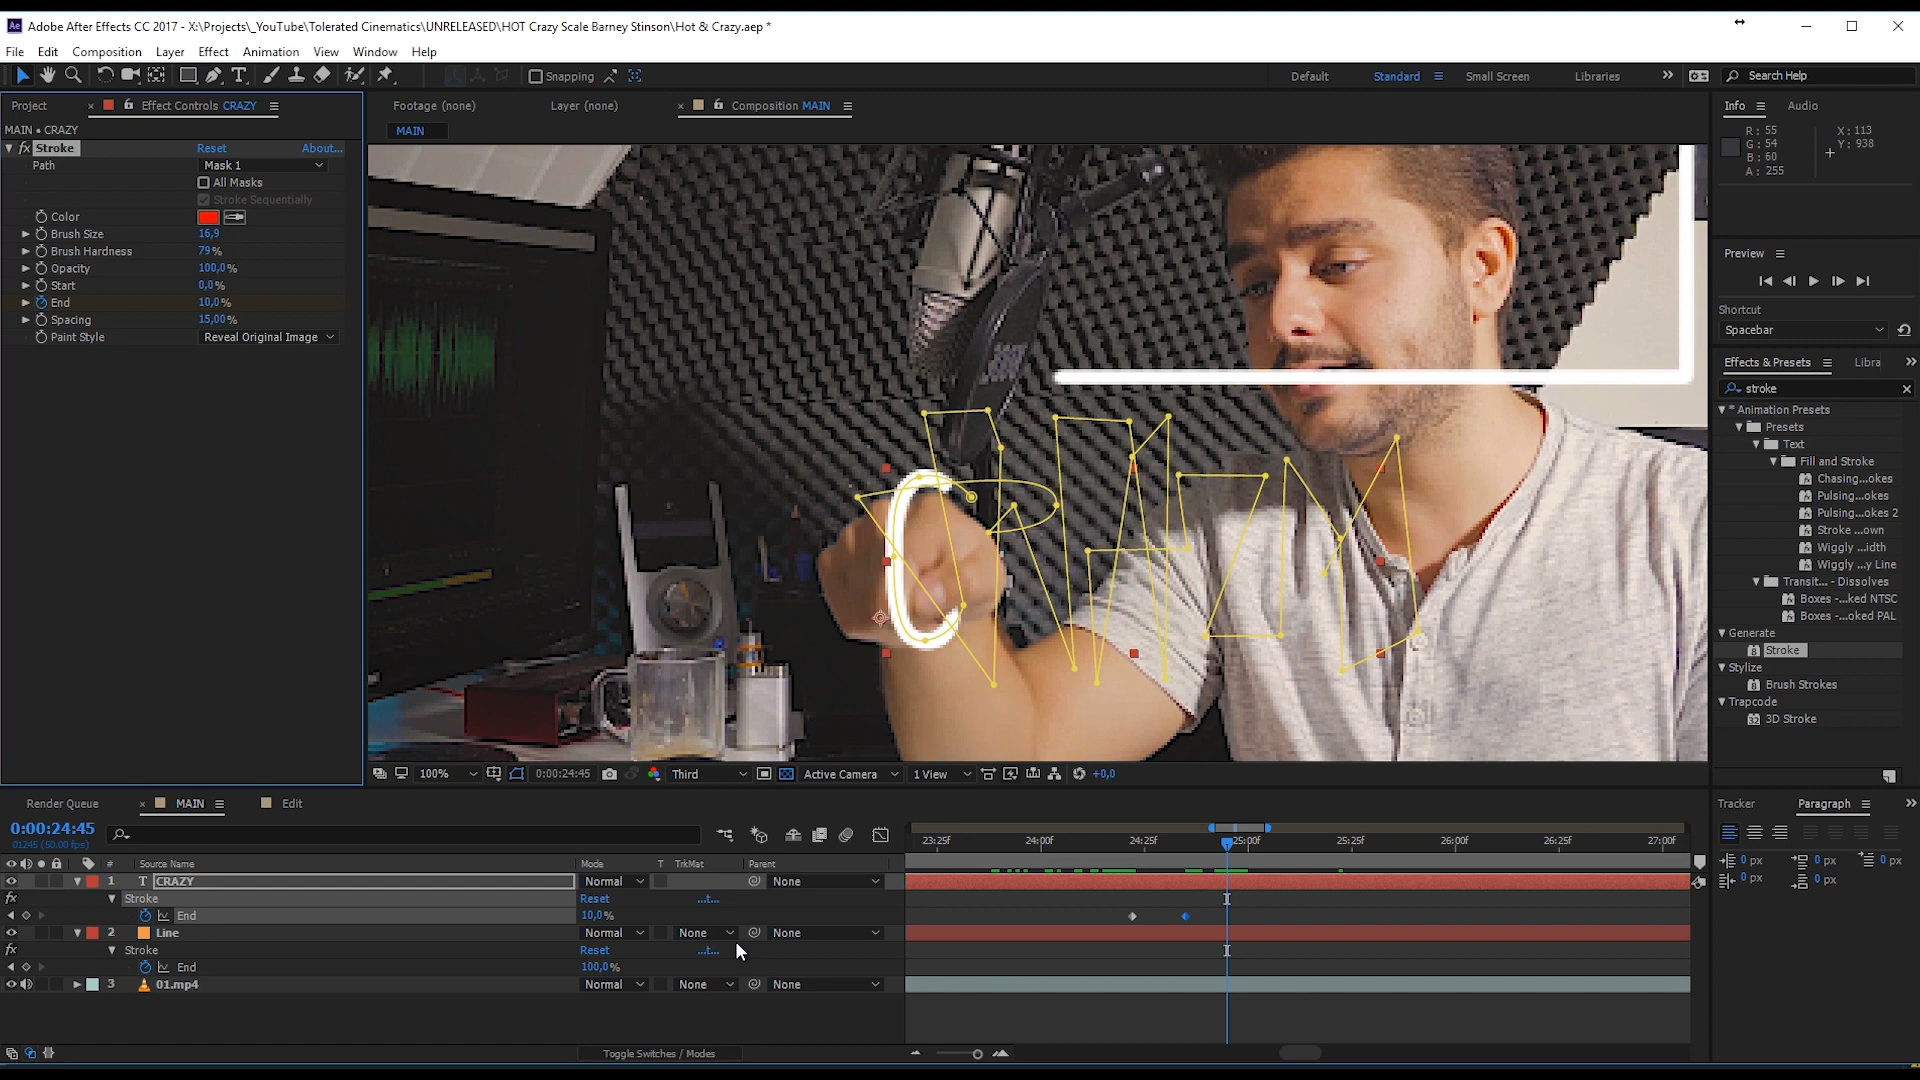 Adobe After Effects CC 2017 - X:\Projects\_YouTube\Tolerated Cinematics\UNRELEASED\HOT Crazy Scale Barney Stinson\Hot & Crazy.aep *
File Edit Composition Layer Effect Animation View Window Help
Snapping Default Standard Small Screen Libraries Search Help
Project Effect Controls CRAZY
MAIN • CRAZY
fx Stroke Reset About...
Path Mask 1
All Masks
Stroke Sequentially
Color
Brush Size 16,9
Brush Hardness 79%
Opacity 100,0%
Start 0,0%
End 10,0%
Spacing 15,00%
Paint Style Reveal Original Image
Footage (none) Layer (none) Composition MAIN
MAIN
100% 0:00:24:45 Third Active Camera 1 View +0,0
Info Audio
R: 55 X: 113
G: 54 Y: 938
B: 60
A: 255
Preview
Shortcut
Spacebar
Effects & Presets Libra
stroke
* Animation Presets
Presets
Text
Fill and Stroke
Chasing...okes
Pulsing...okes
Pulsing...okes 2
Stroke ...own
Wiggly ...idth
Wiggly ...y Line
Transit... - Dissolves
Boxes -...ked NTSC
Boxes -...oked PAL
Generate
Stroke
Stylize
Brush Strokes
Trapcode
3D Stroke
Render Queue MAIN Edit
0:00:24:45
01245 (50.00 fps)
# Source Name Mode T TrkMat Parent
23:25f 24:00f 24:25f 25:00f 25:25f 26:00f 26:25f 27:00f
1 T CRAZY Normal None
fx Stroke Reset ...t...
End 10,0%
2 Line Normal None None
fx Stroke Reset ...t...
End 100,0%
3 01.mp4 Normal None None
Toggle Switches / Modes
Tracker Paragraph
0 px 0 px 0 px
0 px 0 px